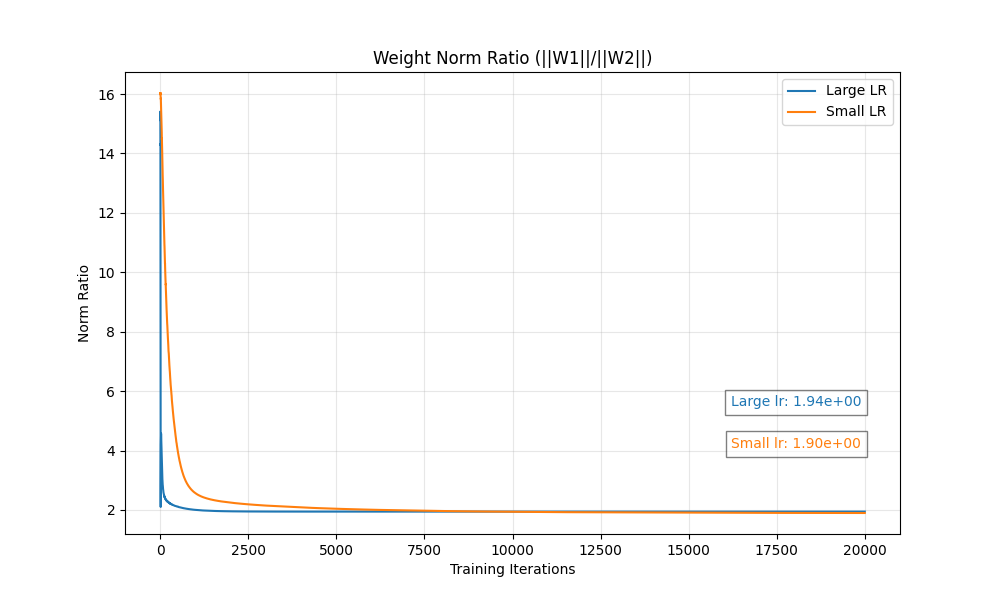 Weight Norm Ratio (||W1||/||W2||)
Large LR
Small LR
Norm Ratio
16
14
12
10
8
6
4
2
Large lr: 1.94e+00
Small lr: 1.90e+00
0
2500
5000
7500
10000
12500
15000
17500
20000
Training Iterations